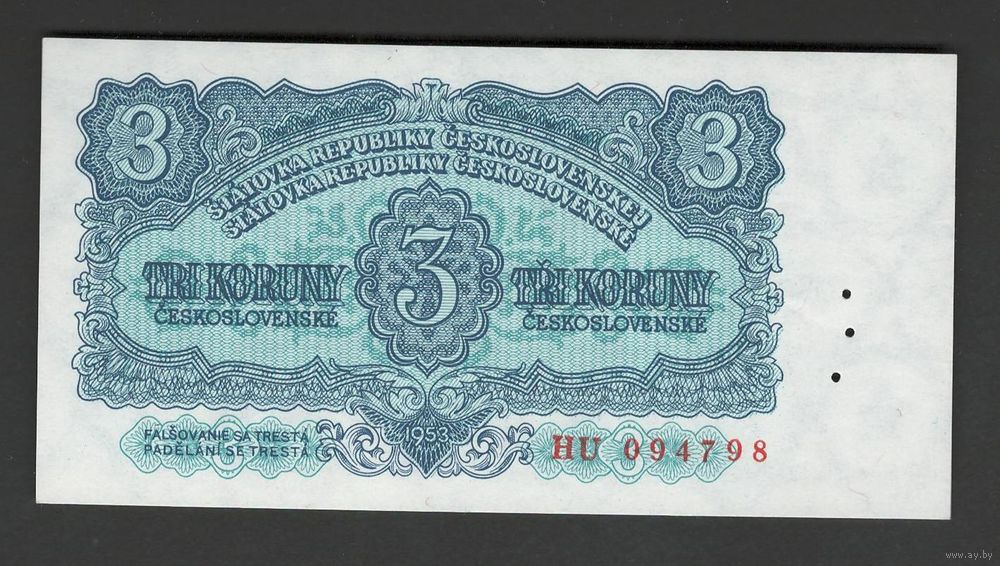 3 3
ŠTÁTOVKA REPUBLIKY ČESKOSLOVENSKEJ
STÁTOVKA REPUBLIKY ČESKOSLOVENSKÉ
3
TRI KORUNY TŘI KORUNY
ČESKOSLOVENSKÉ ČESKOSLOVENSKÉ
1953
FALŠOVANIE SA TRESTÁ
PADĚLÁNÍ SE TRESTÁ
HU 094798
www.ay.by